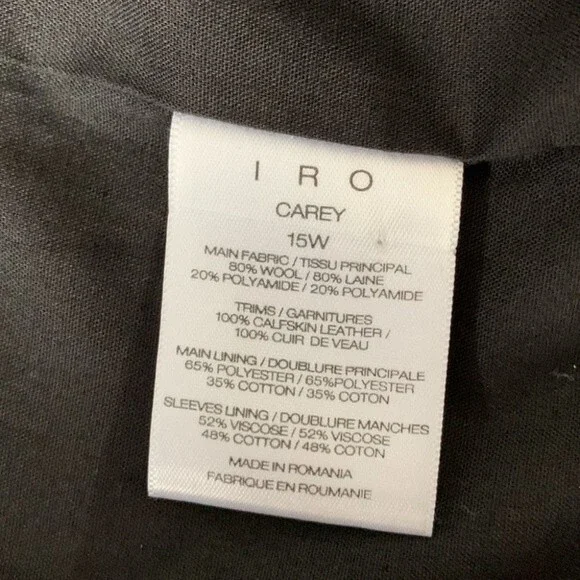 I R O
CAREY
15W
MAIN FABRIC / TISSU PRINCIPAL
80% WOOL / 80% LAINE
20% POLYAMIDE / 20% POLYAMIDE
TRIMS / GARNITURES
100% CALFSKIN LEATHER /
100% CUIR DE VEAU
MAIN LINING / DOUBLURE PRINCIPALE
65% POLYESTER / 65%POLYESTER
35% COTTON / 35% COTON
SLEEVES LINING / DOUBLURE MANCHES
52% VISCOSE / 52% VISCOSE
48% COTTON / 48% COTON
MADE IN ROMANIA
FABRIQUE EN ROUMANIE